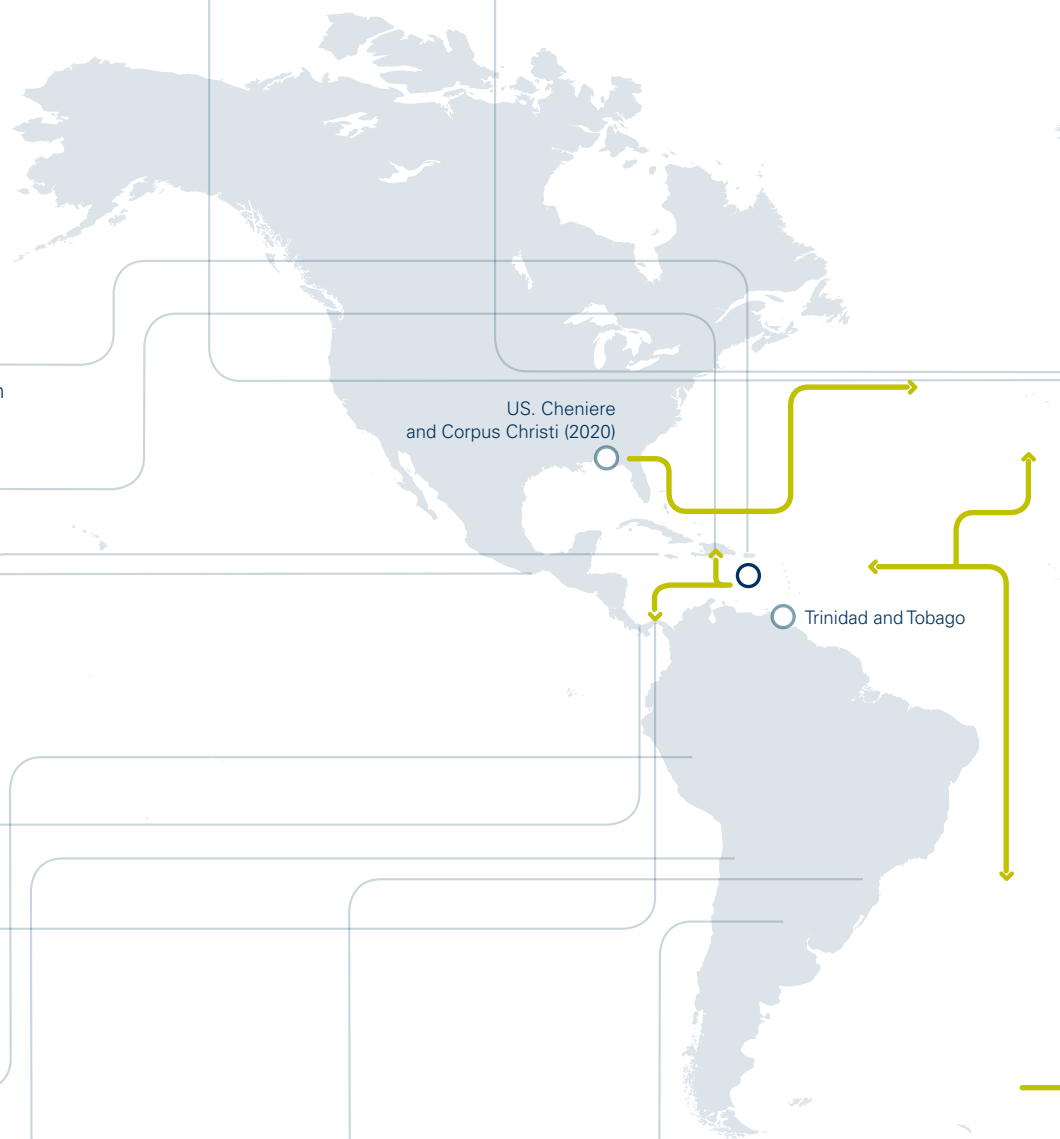 US. Cheniere
and Corpus Christi (2020)
Trinidad and Tobago